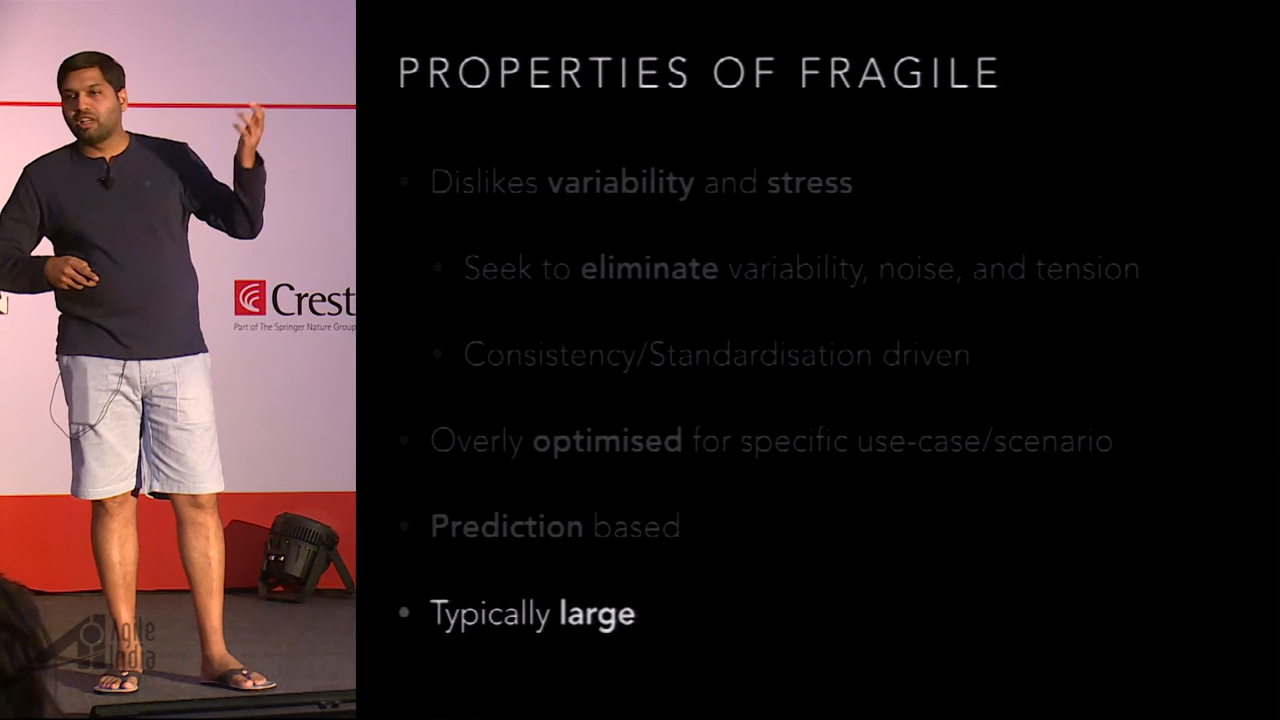 PROPERTIES OF FRAGILE
• Dislikes variability and stress
• Seek to eliminate variability, noise, and tension
• Consistency/Standardisation driven
• Overly optimised for specific use-case/scenario
• Prediction based
• Typically large
Crest
Part of The Springer Nature Group
Agile
India